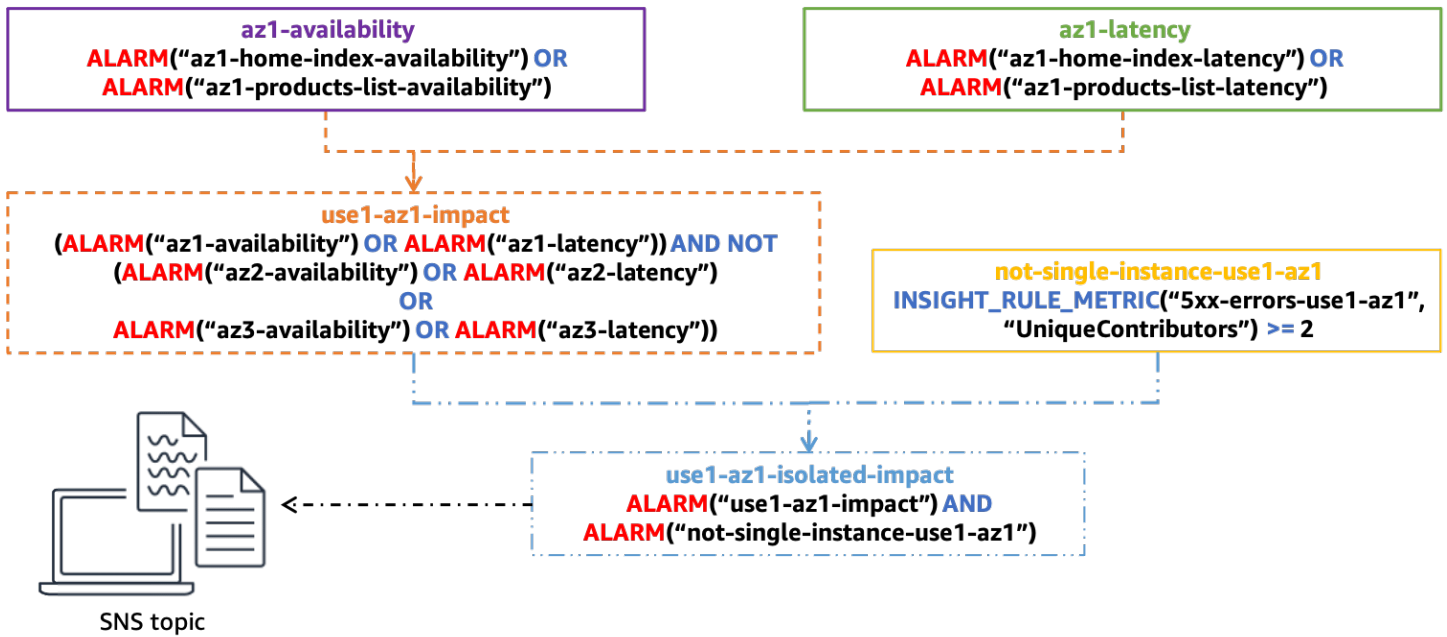 az1-availability
ALARM(“az1-home-index-availability”) OR
ALARM(“az1-products-list-availability”)
az1-latency
ALARM(“az1-home-index-latency”) OR
ALARM(“az1-products-list-latency”)
use1-az1-impact
(ALARM(“az1-availability”) OR ALARM(“az1-latency”)) AND NOT
(ALARM(“az2-availability”) OR ALARM(“az2-latency”)
OR
ALARM(“az3-availability”) OR ALARM(“az3-latency”))
not-single-instance-use1-az1
INSIGHT_RULE_METRIC(“5xx-errors-use1-az1”,
“UniqueContributors”) >= 2
use1-az1-isolated-impact
ALARM(“use1-az1-impact”) AND
ALARM(“not-single-instance-use1-az1”)
SNS topic